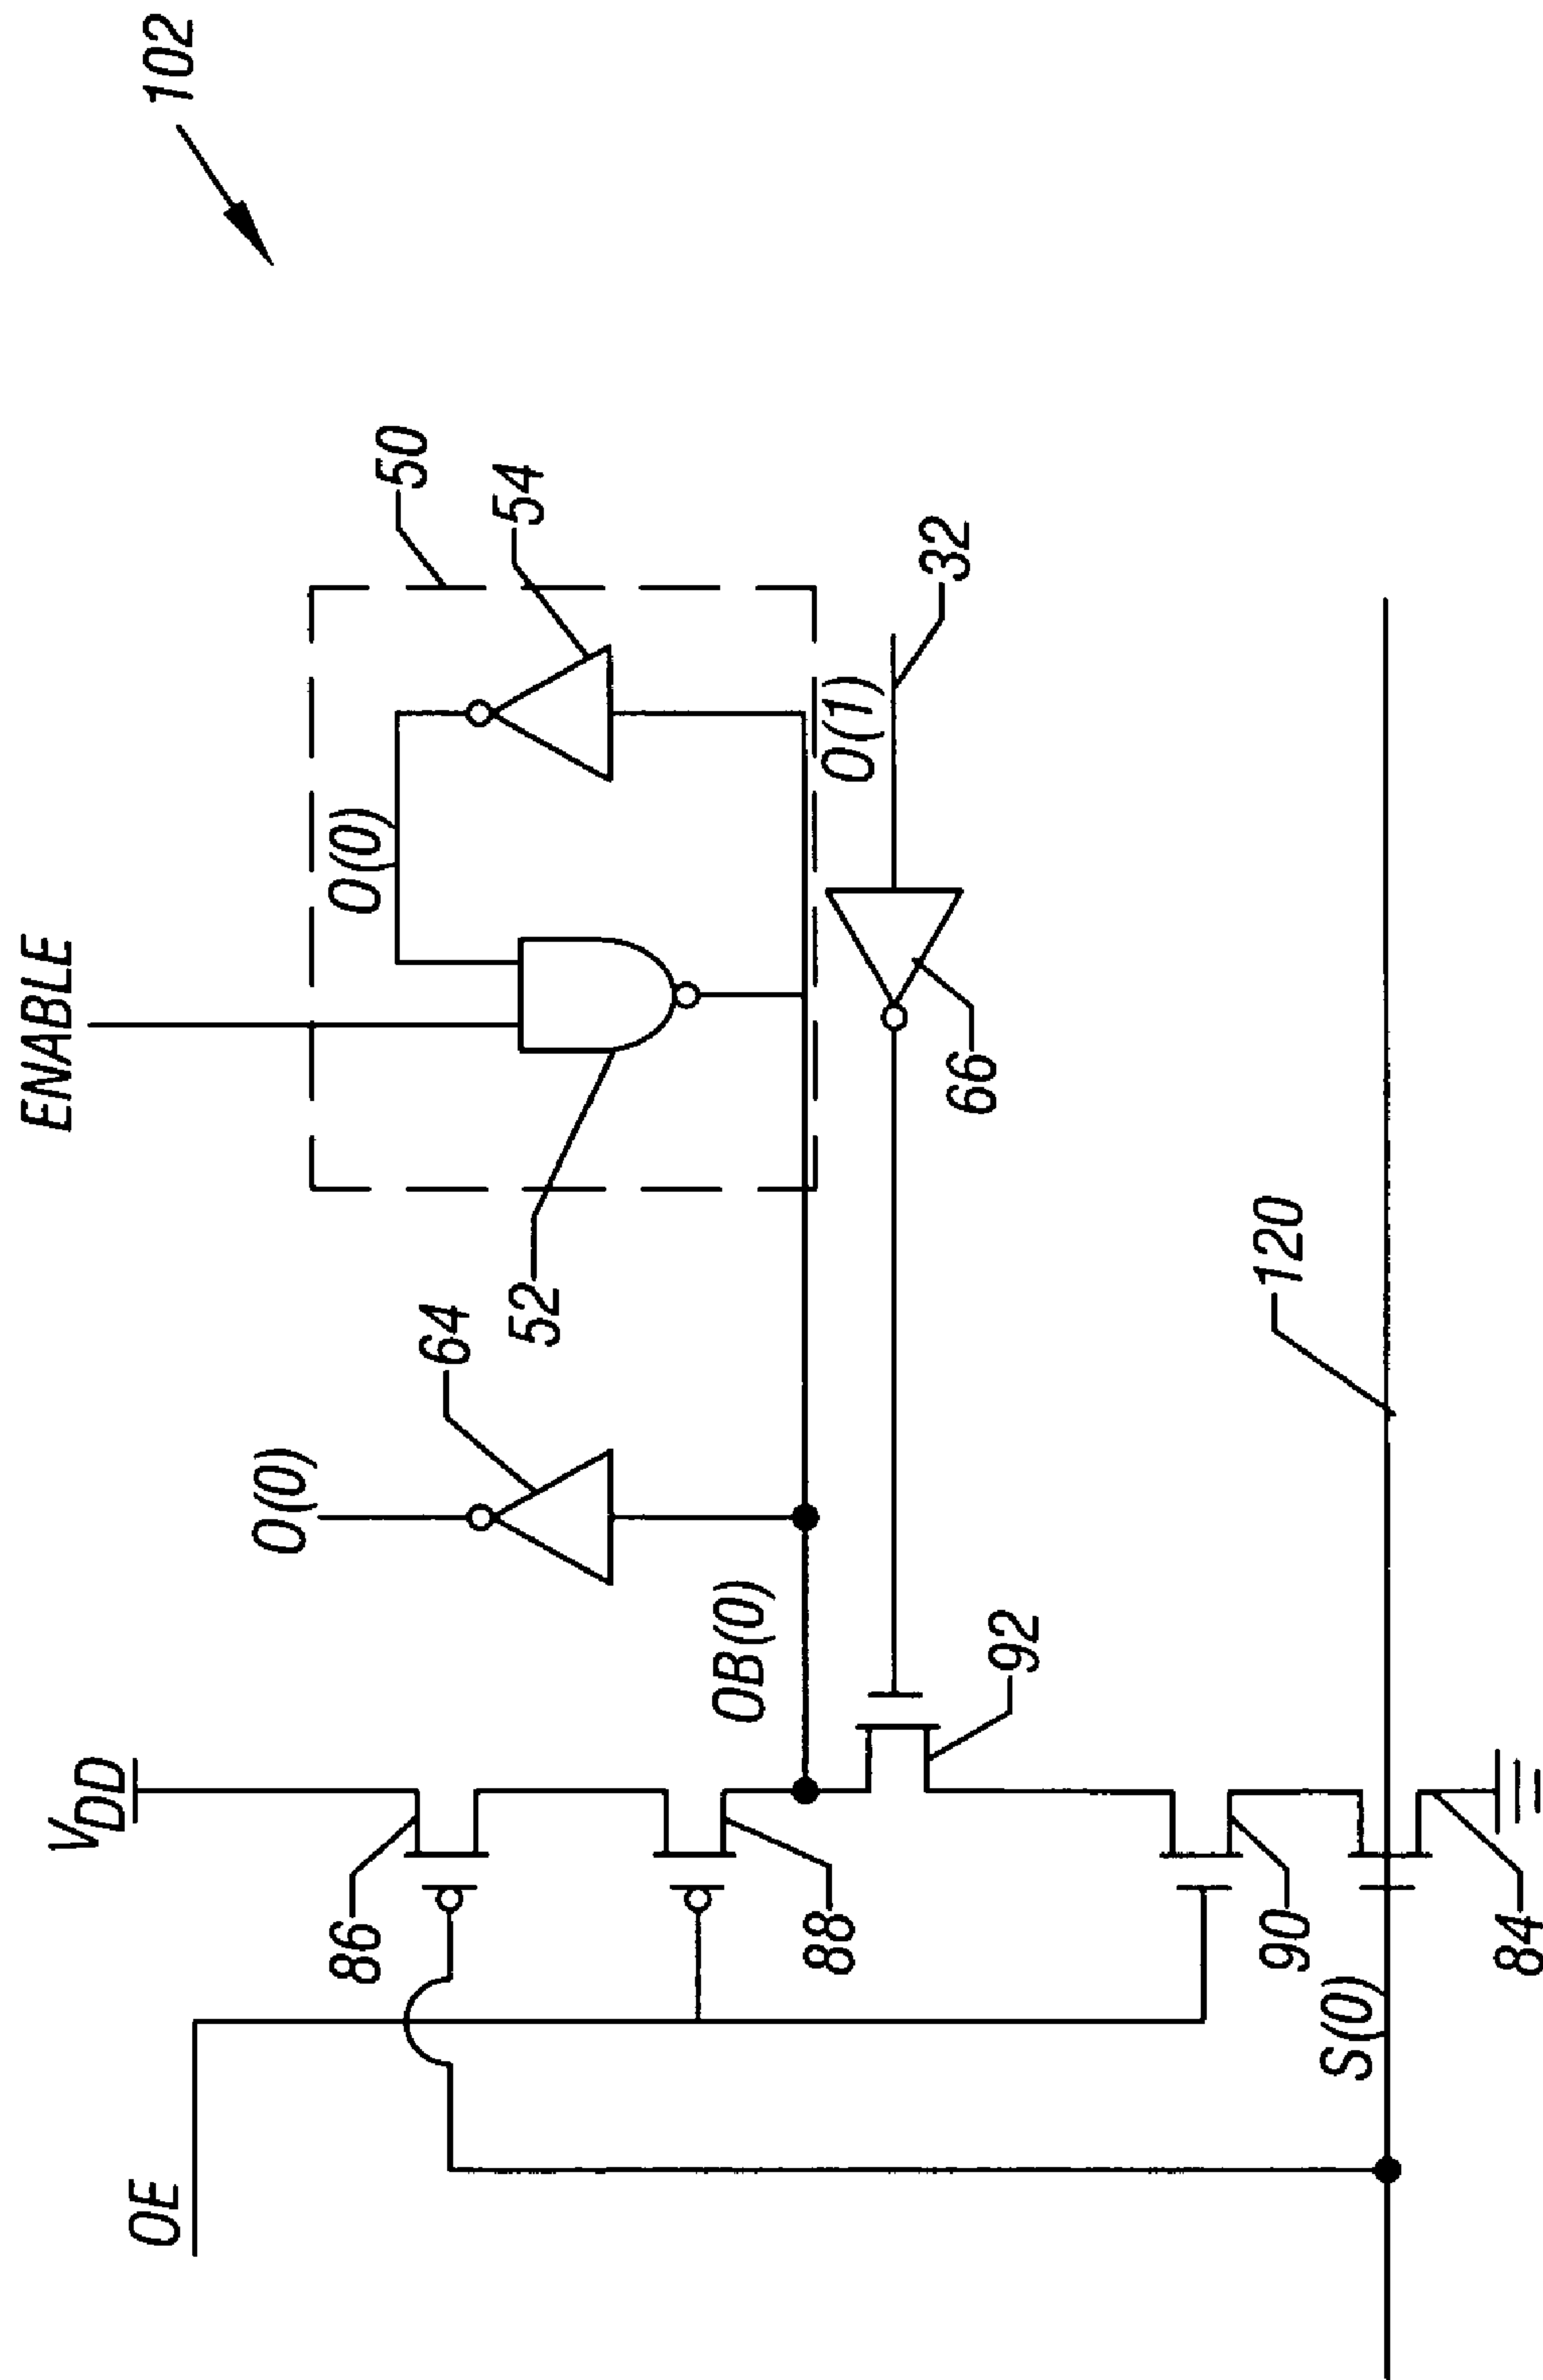 102
ENABLE
50
54
O(0)
52
64
O(0)
O(1)
32
66
OB(0)
92
VDD
86
88
90
84
OE
S(0)
120